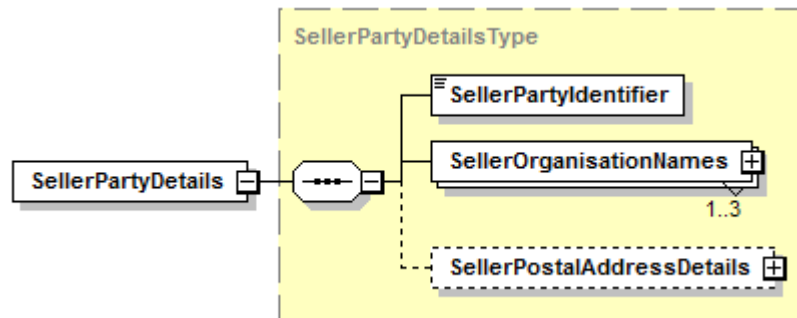 SellerPartyDetailsType
SellerPartyIdentifier
SellerOrganisationNames
SellerPartyDetails
1..3
SellerPostalAddressDetails